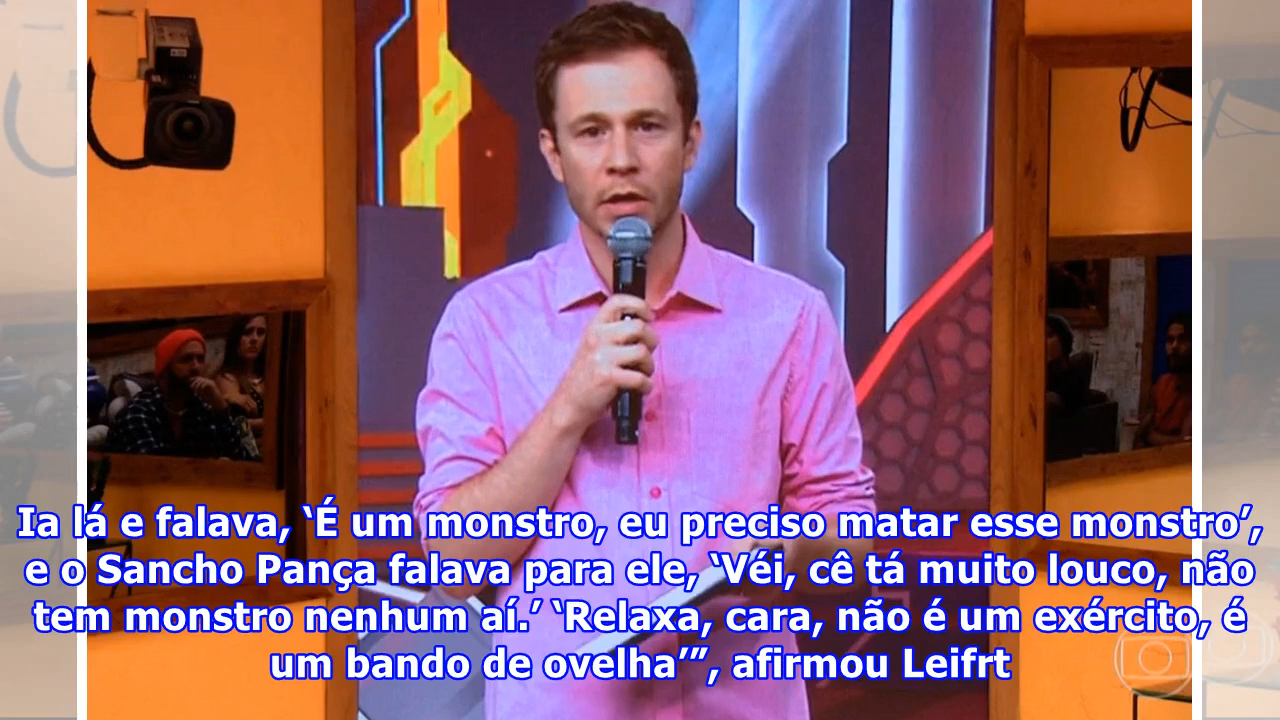 Ia lá e falava, ‘É um monstro, eu preciso matar esse monstro’,
e o Sancho Pança falava para ele, ‘Véi, cê tá muito louco, não
tem monstro nenhum aí.’ ‘Relaxa, cara, não é um exército, é
um bando de ovelha’”, afirmou Leifrt